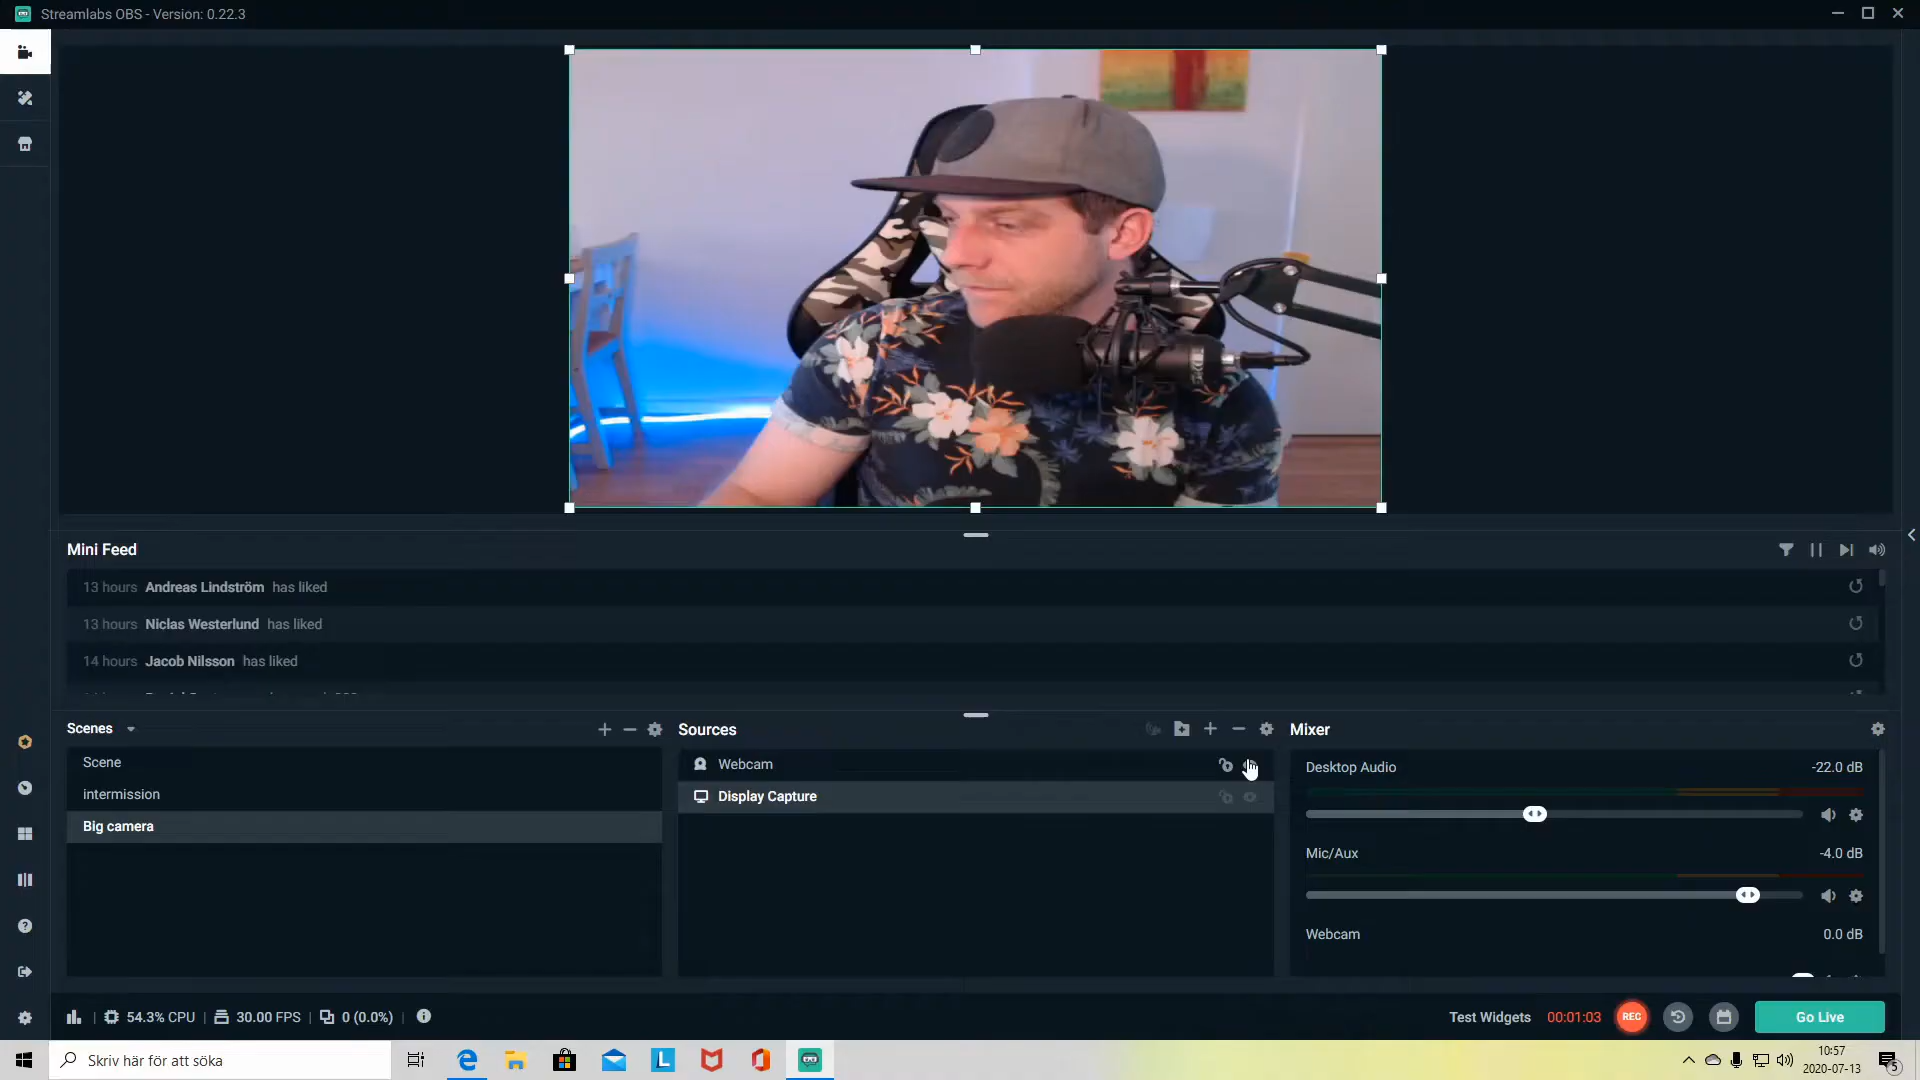 Streamlabs OBS - Version: 0.22.3
Mini Feed
13 hours Andreas Lindström has liked
13 hours Niclas Westerlund has liked
14 hours Jacob Nilsson has liked
Scenes
Scene
intermission
Big camera
Sources
Webcam
Display Capture
Mixer
Desktop Audio -22.0 dB
Mic/Aux -4.0 dB
Webcam 0.0 dB
54.3% CPU 30.00 FPS 0 (0.0%)
Test Widgets 00:01:03 REC Go Live
Skriv här för att söka
10:57
2020-07-13
5